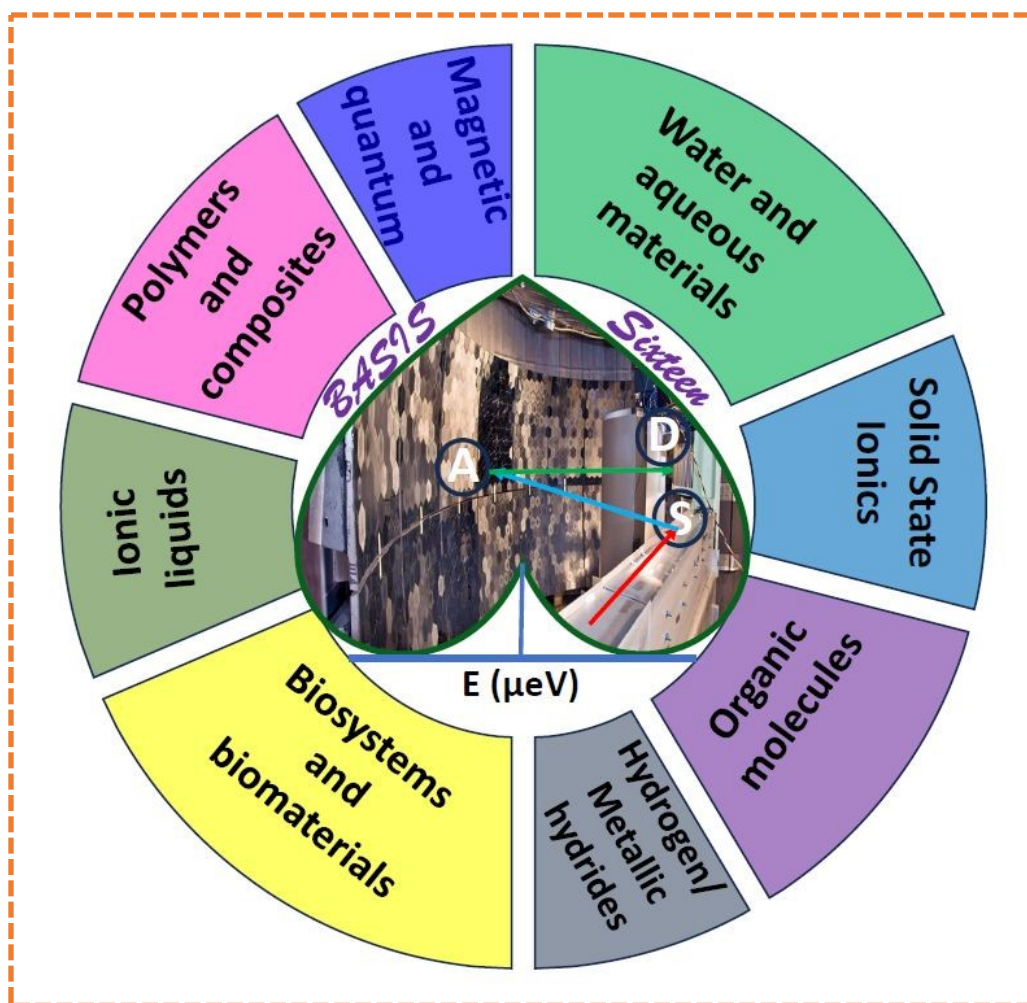 Magnetic
and
quantum
Water and
aqueous
materials
Solid State
Ionics
Organic
molecules
Hydrogen/
Metallic
hydrides
Biosystems
and
biomaterials
Ionic
liquids
Polymers
and
composites
BASIS
Sixteen
A
D
S
E (μeV)